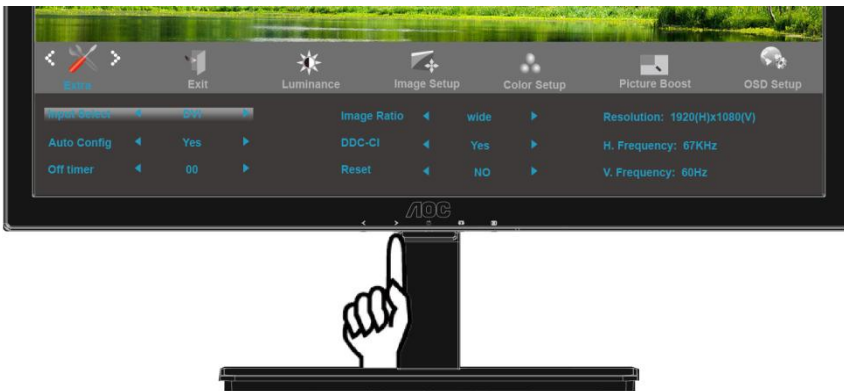 Extra Exit Luminance Image Setup Color Setup Picture Boost OSD Setup
Input Select DVI Image Ratio wide Resolution: 1920(H)x1080(V)
Auto Config Yes DDC-CI Yes H. Frequency: 67KHz
Off timer 00 Reset NO V. Frequency: 60Hz
AOC